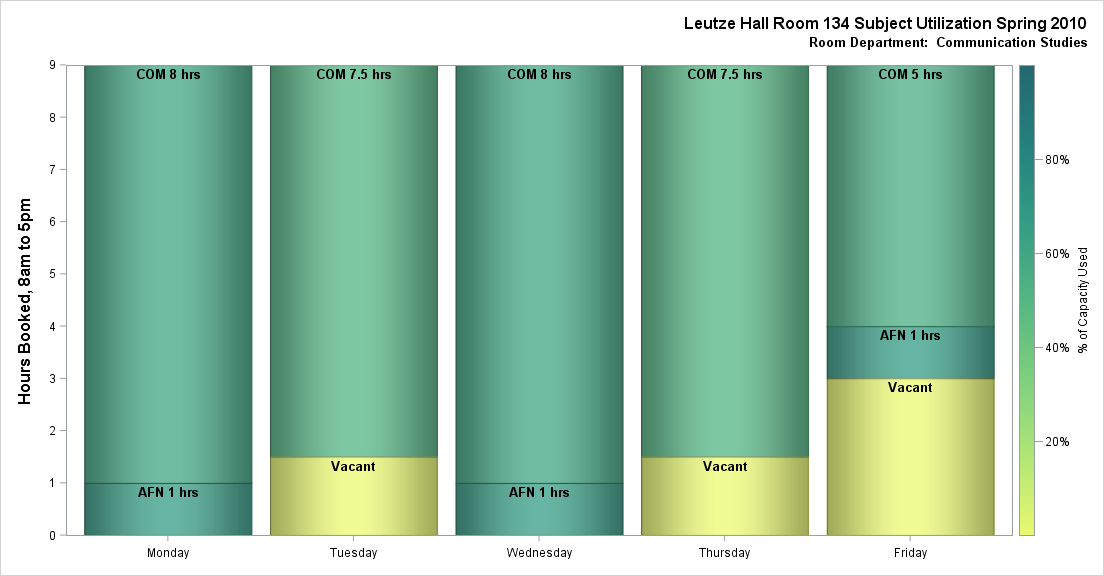 Leutze Hall Room 134 Subject Utilization Spring 2010
Room Department:  Communication Studies
Hours Booked, 8am to 5pm
9
8
7
6
5
4
3
2
1
0
COM 8 hrs
AFN 1 hrs
COM 7.5 hrs
Vacant
COM 8 hrs
AFN 1 hrs
COM 7.5 hrs
Vacant
COM 5 hrs
AFN 1 hrs
Vacant
Monday
Tuesday
Wednesday
Thursday
Friday
80%
60%
40%
20%
% of Capacity Used